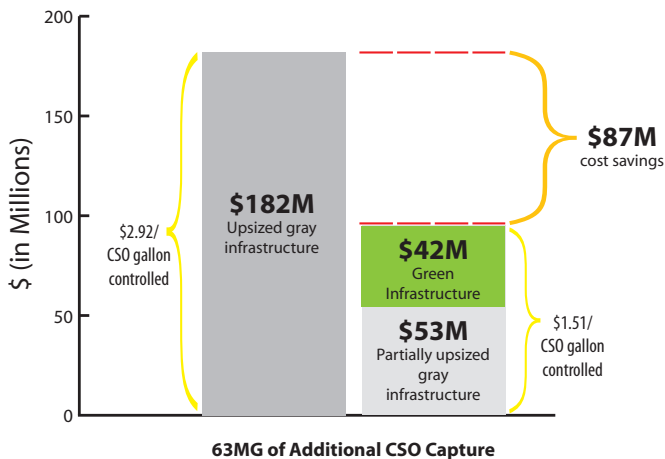 $ (in Millions)
200
150
100
50
0
$2.92/
CSO gallon
controlled
$182M
Upsized gray
infrastructure
$42M
Green
Infrastructure
$53M
Partially upsized
gray
infrastructure
$87M
cost savings
$1.51/
CSO gallon
controlled
63MG of Additional CSO Capture